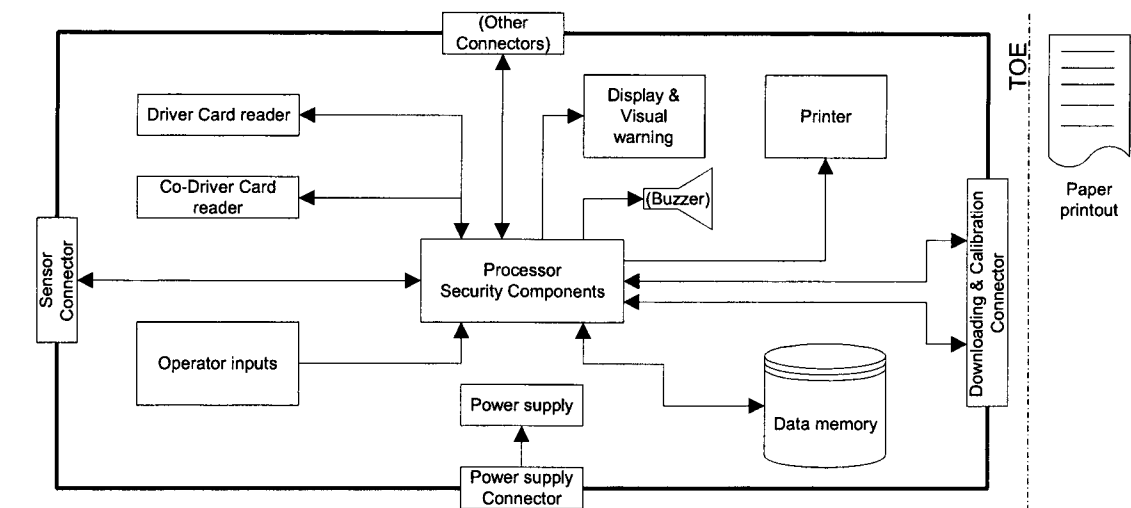 (Other
Connectors)
TOE
Driver Card reader
Display &
Visual
warning
Printer
Co-Driver Card
reader
(Buzzer)
Paper
printout
Sensor
Connector
Processor
Security Components
Downloading & Calibration
Connector
Operator inputs
Power supply
Data memory
Power supply
Connector